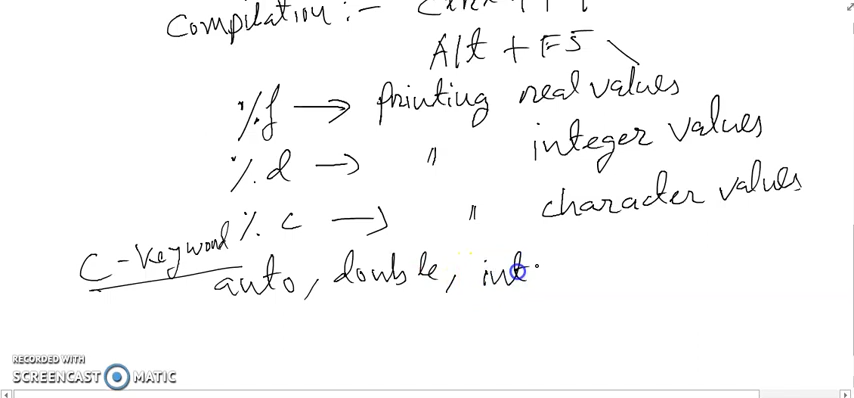 Compilation :-
Alt + F5
%f → printing real values
%d → " integer values
%c → " character values
C-Keyword
auto, double, int
RECORDED WITH
SCREENCAST MATIC